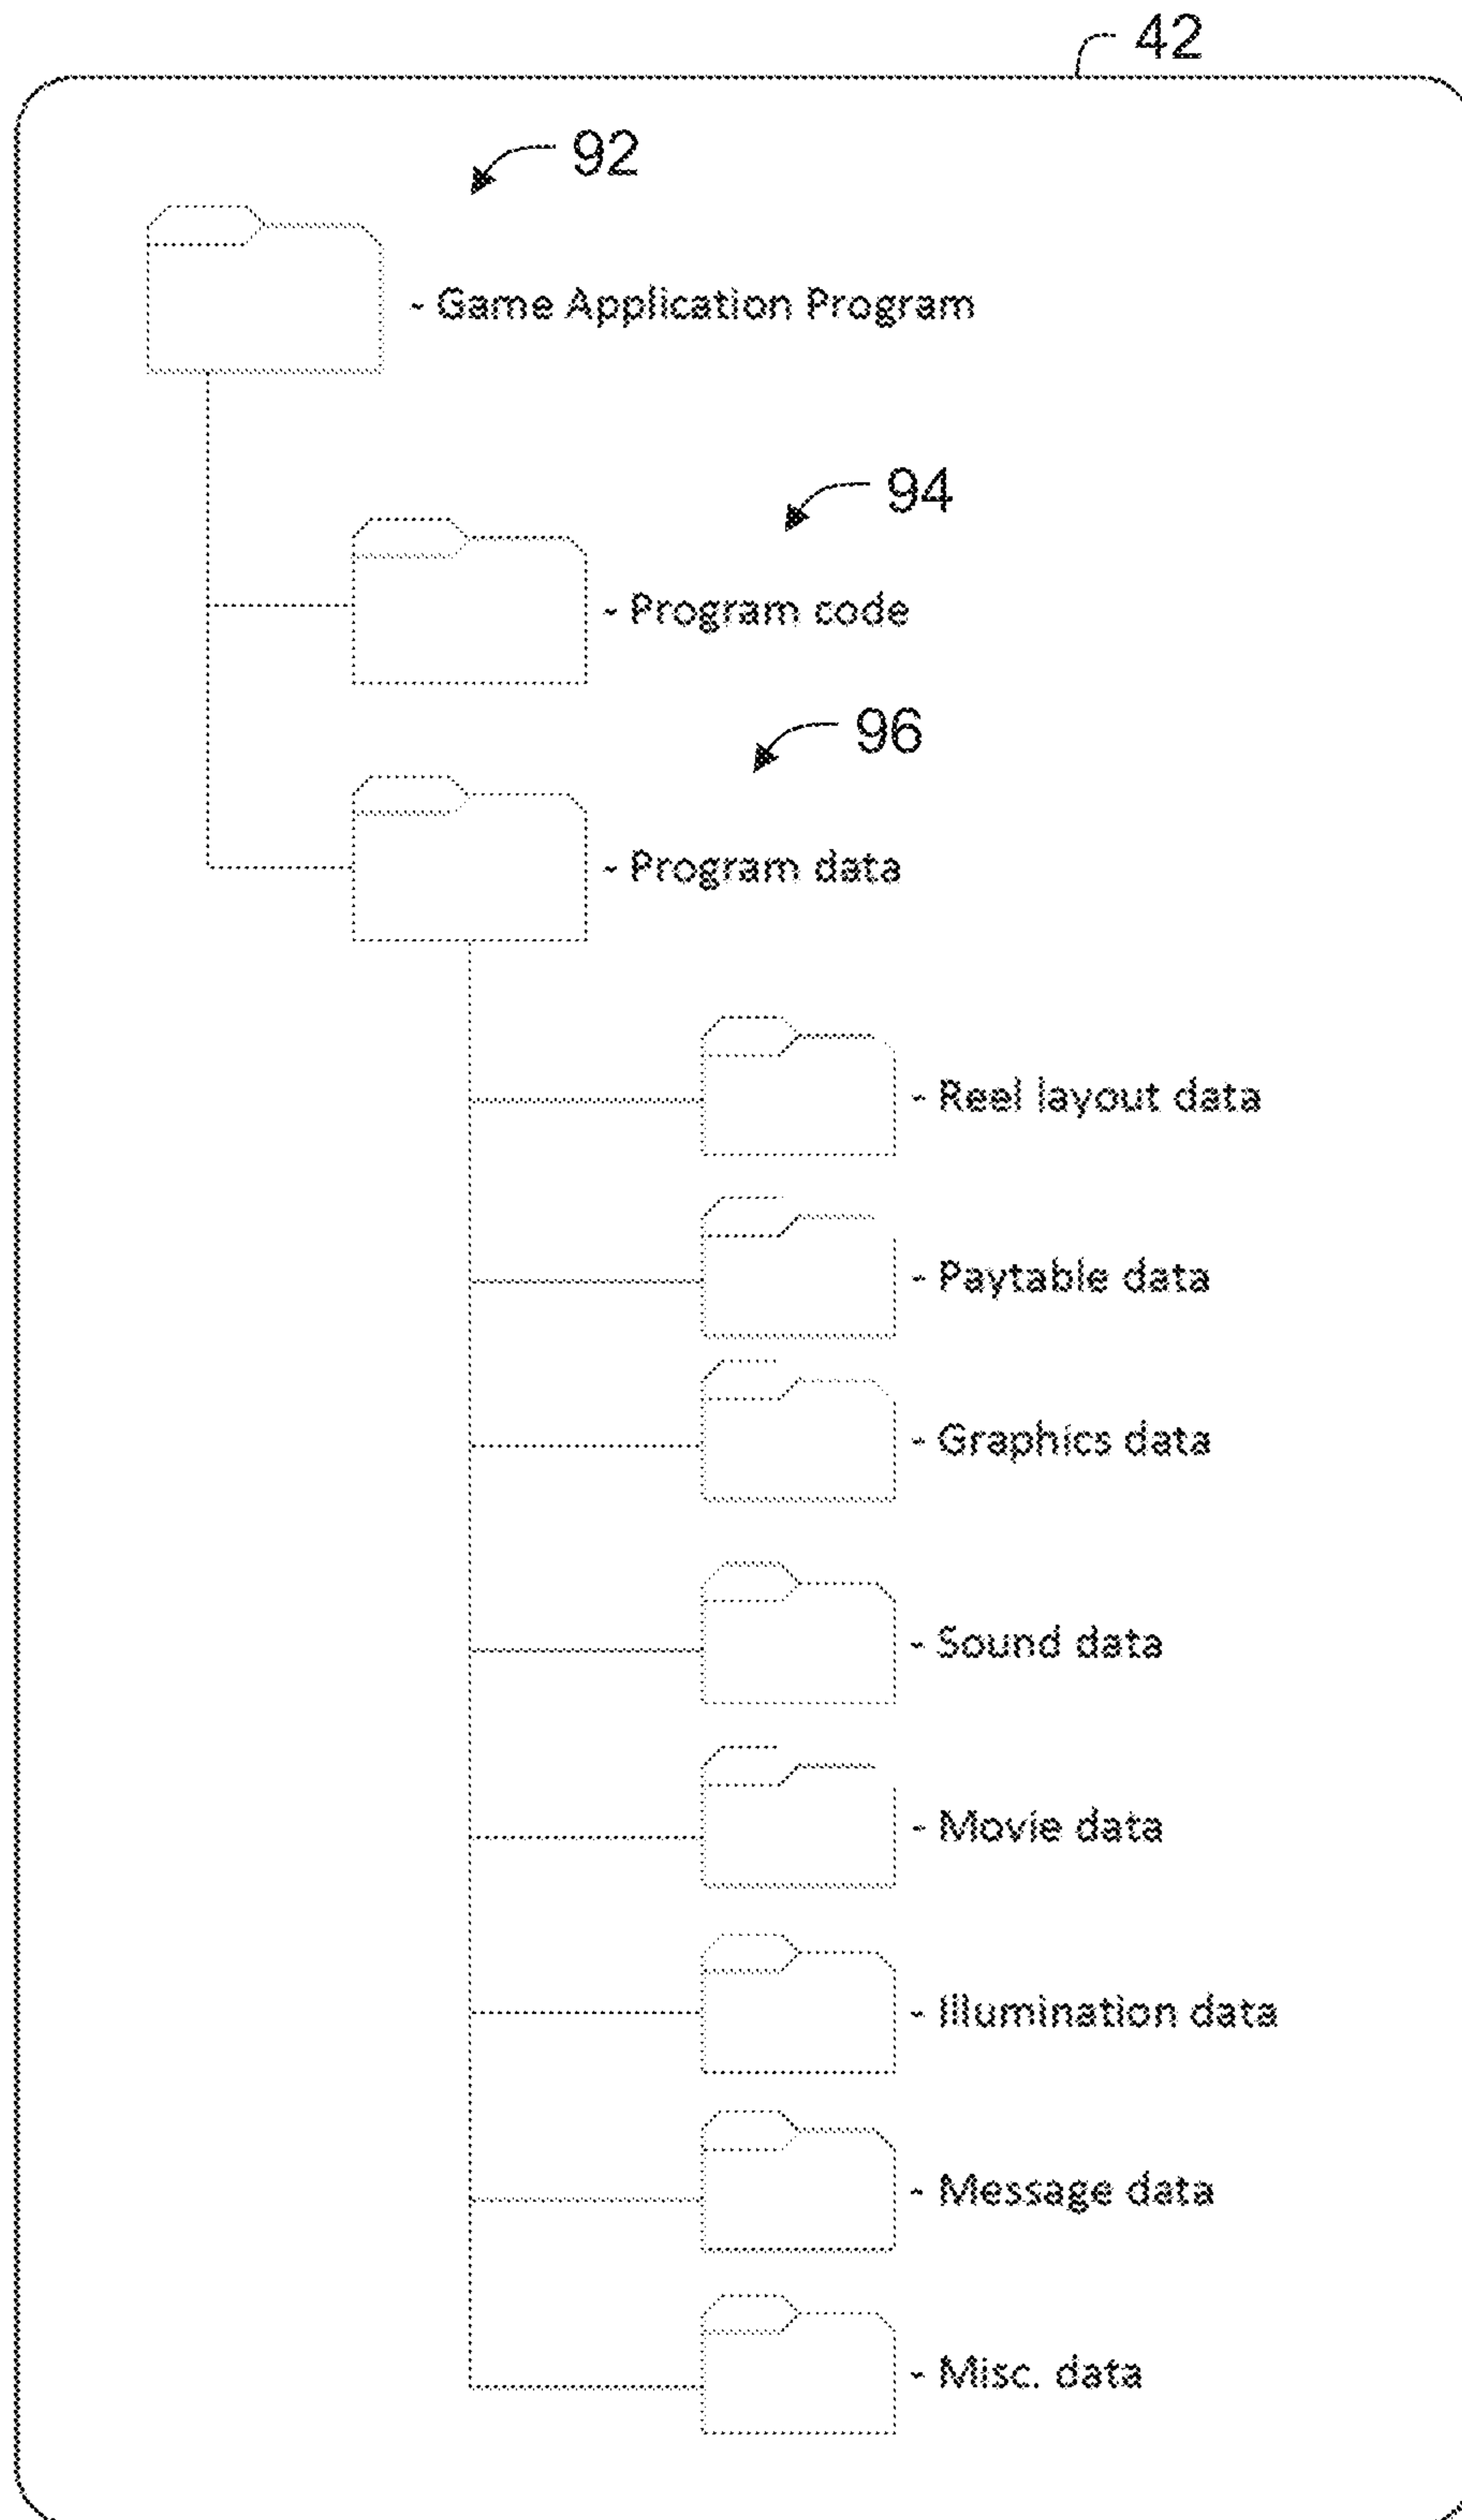 42
92
- Game Application Program
94
- Program code
96
- Program data
- Reel layout data
- Paytable data
- Graphics data
- Sound data
- Movie data
- Illumination data
- Message data
- Misc. data